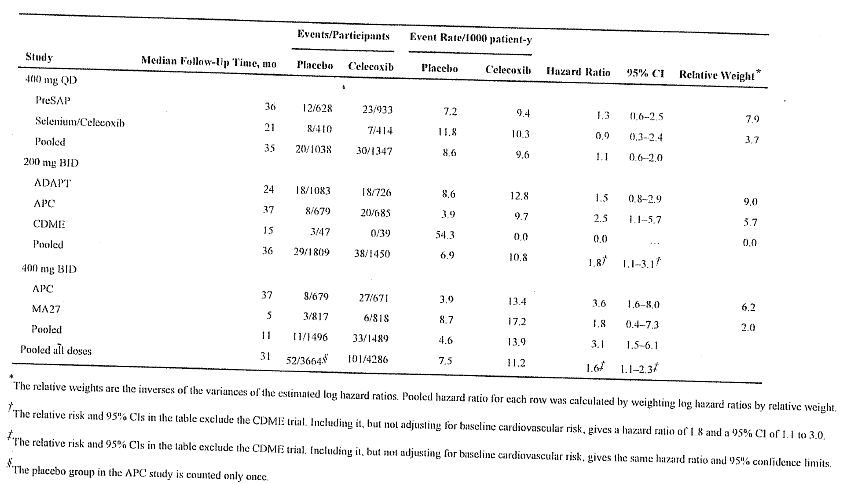 Events/Participants Event Rate/1000 patient-y
Study Median Follow-Up Time, mo Placebo Celecoxib Placebo Celecoxib Hazard Ratio 95% CI Relative Weight*
400 mg QD
PreSAP 36 12/628 23/933 7.2 9.4 1.3 0.6–2.5 7.9
Selenium/Celecoxib 21 8/410 7/414 11.8 10.3 0.9 0.3–2.4 3.7
Pooled 35 20/1038 30/1347 8.6 9.6 1.1 0.6–2.0
200 mg BID
ADAPT 24 18/1083 18/726 8.6 12.8 1.5 0.8–2.9 9.0
APC 37 8/679 20/685 3.9 9.7 2.5 1.1–5.7 5.7
CDME 15 3/47 0/39 54.3 0.0 0.0 ... 0.0
Pooled 36 29/1809 38/1450 6.9 10.8 1.8† 1.1–3.1†
400 mg BID
APC 37 8/679 27/671 3.9 13.4 3.6 1.6–8.0 6.2
MA27 5 3/817 6/818 8.7 17.2 1.8 0.4–7.3 2.0
Pooled 11 11/1496 33/1489 4.6 13.9 3.1 1.5–6.1
Pooled all doses 31 52/3664§ 101/4286 7.5 11.2 1.6‡ 1.1–2.3‡
*The relative weights are the inverses of the variances of the estimated log hazard ratios. Pooled hazard ratio for each row was calculated by weighting log hazard ratios by relative weight.
†The relative risk and 95% CIs in the table exclude the CDME trial. Including it, but not adjusting for baseline cardiovascular risk, gives a hazard ratio of 1.8 and a 95% CI of 1.1 to 3.0.
‡The relative risk and 95% CIs in the table exclude the CDME trial. Including it, but not adjusting for baseline cardiovascular risk, gives the same hazard ratio and 95% confidence limits.
§The placebo group in the APC study is counted only once.